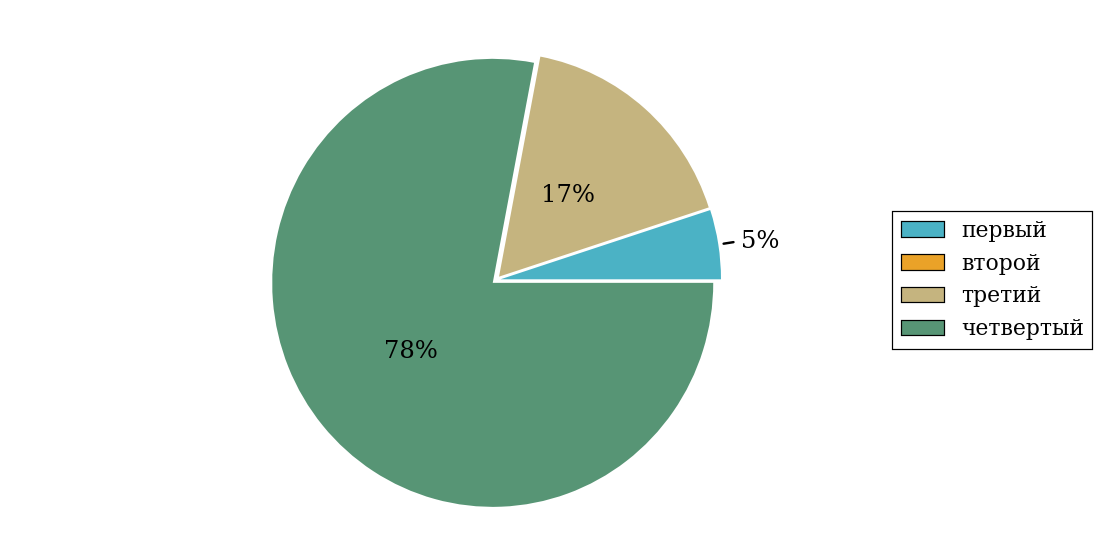 17%
5%
78%
первый
второй
третий
четвертый